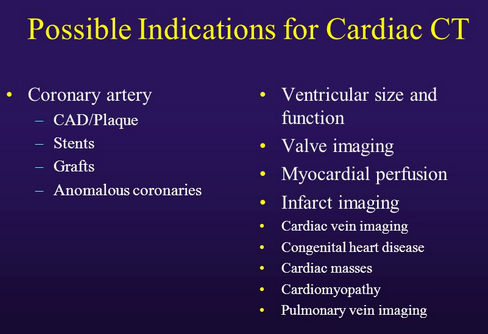 Possible Indications for Cardiac CT
• Coronary artery
– CAD/Plaque
– Stents
– Grafts
– Anomalous coronaries
• Ventricular size and
function
• Valve imaging
• Myocardial perfusion
• Infarct imaging
• Cardiac vein imaging
• Congenital heart disease
• Cardiac masses
• Cardiomyopathy
• Pulmonary vein imaging